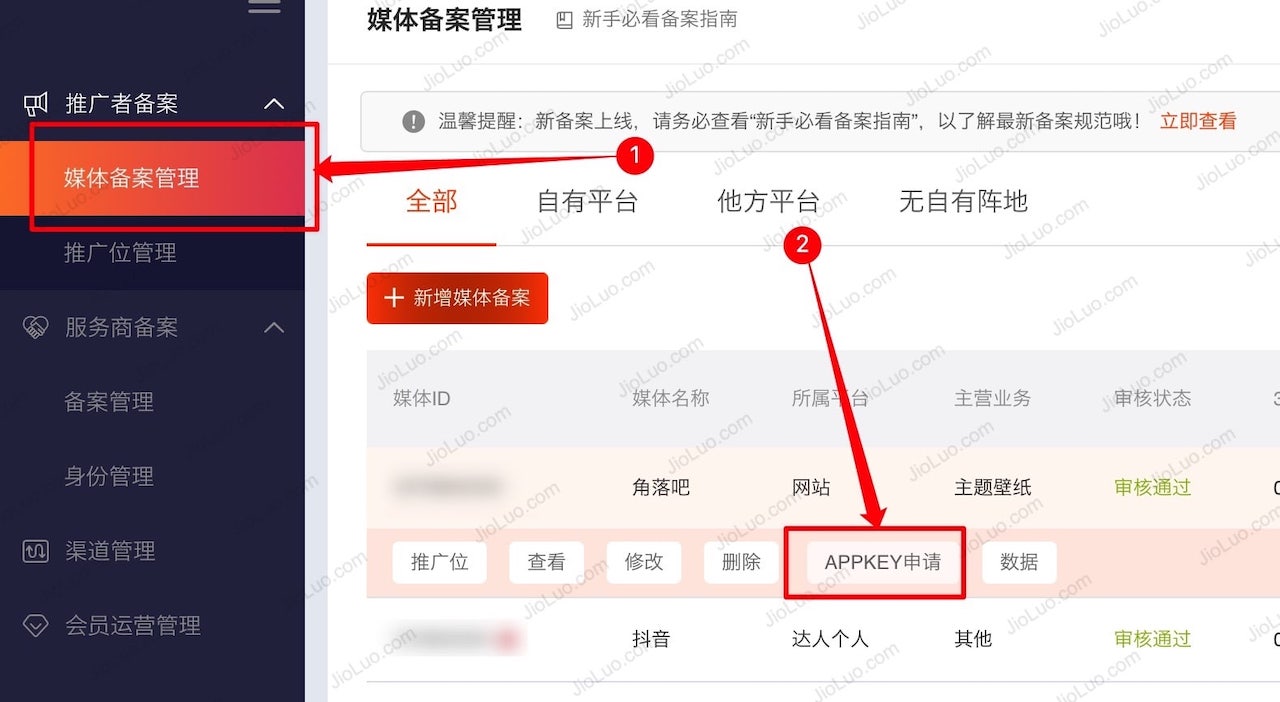 媒体备案管理 新手必看备案指南
推广者备案
温馨提醒：新备案上线，请务必查看“新手必看备案指南”，以了解最新备案规范哦！ 立即查看
1
媒体备案管理
全部 自有平台 他方平台 无自有阵地
2
推广位管理
新增媒体备案
服务商备案
备案管理
媒体ID 媒体名称 所属平台 主营业务 审核状态
身份管理
角落吧 网站 主题壁纸 审核通过
渠道管理
推广位 查看 修改 删除 APPKEY申请 数据
会员运营管理
抖音 达人个人 其他 审核通过
JioLuo.com